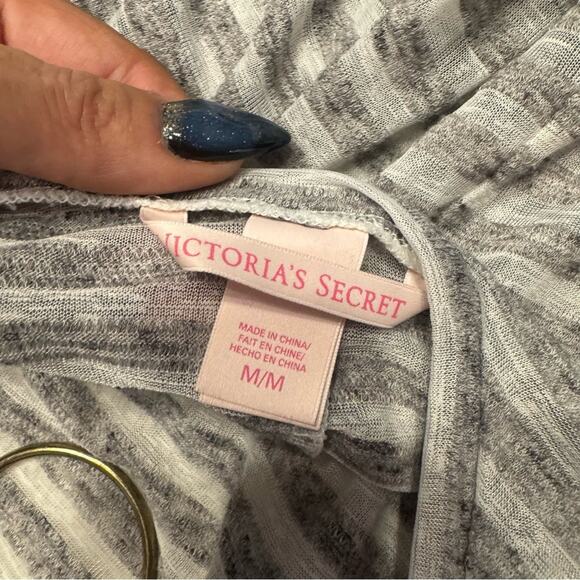 VICTORIA'S SECRET
MADE IN CHINA/
FAIT EN CHINE/
HECHO EN CHINA
M/M